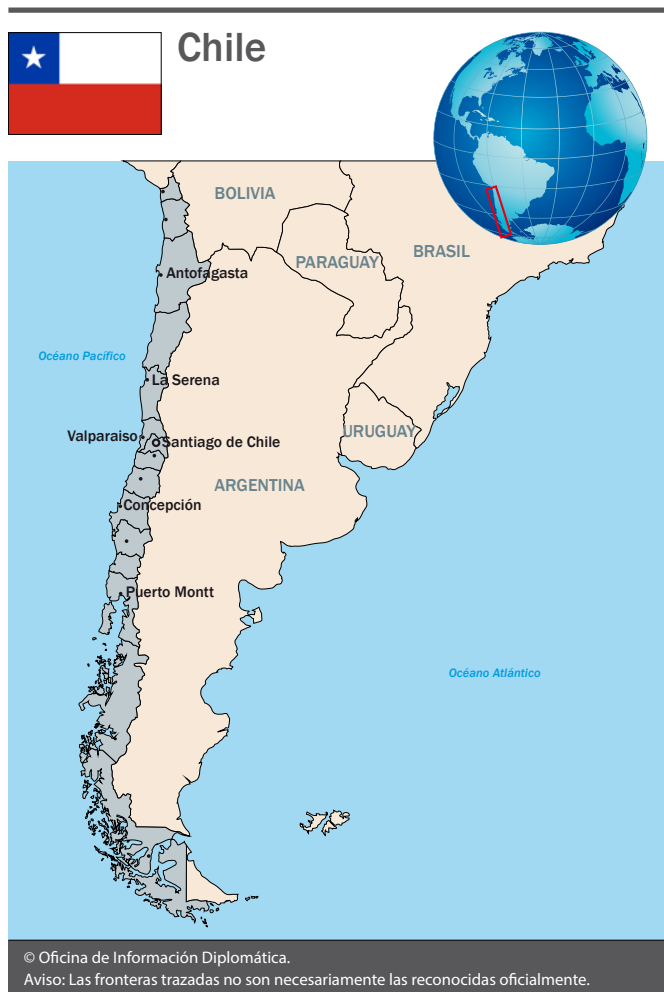 Chile
BOLIVIA
PARAGUAY
BRASIL
Antofagasta
Océano Pacífico
La Serena
Valparaiso
Santiago de Chile
URUGUAY
ARGENTINA
Concepción
Puerto Montt
Océano Atlántico
© Oficina de Información Diplomática.
Aviso: Las fronteras trazadas no son necesariamente las reconocidas oficialmente.